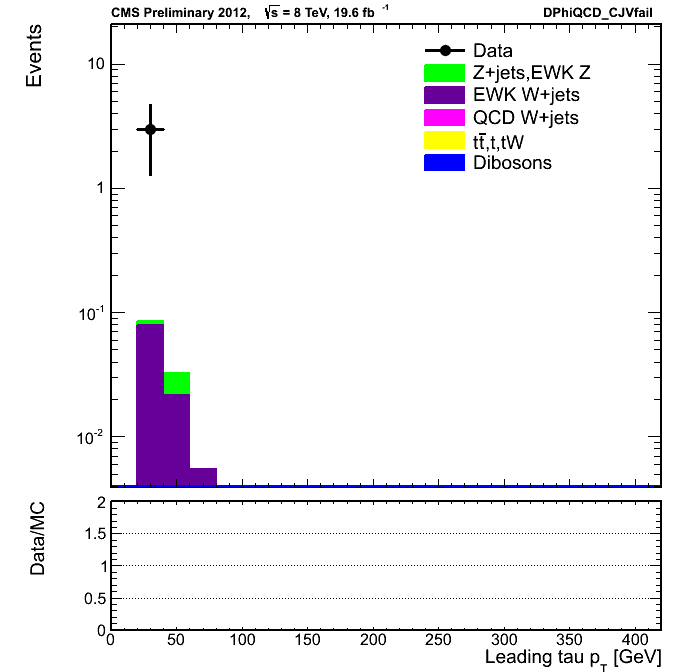 CMS Preliminary 2012, √s = 8 TeV, 19.6 fb⁻¹ DPhiQCD_CJVfail
Events
10
1
10⁻¹
10⁻²
Data
Z+jets,EWK Z
EWK W+jets
QCD W+jets
tt̅,t,tW
Dibosons
Data/MC
2
1.5
1
0.5
0
0 50 100 150 200 250 300 350 400
Leading tau p_T [GeV]